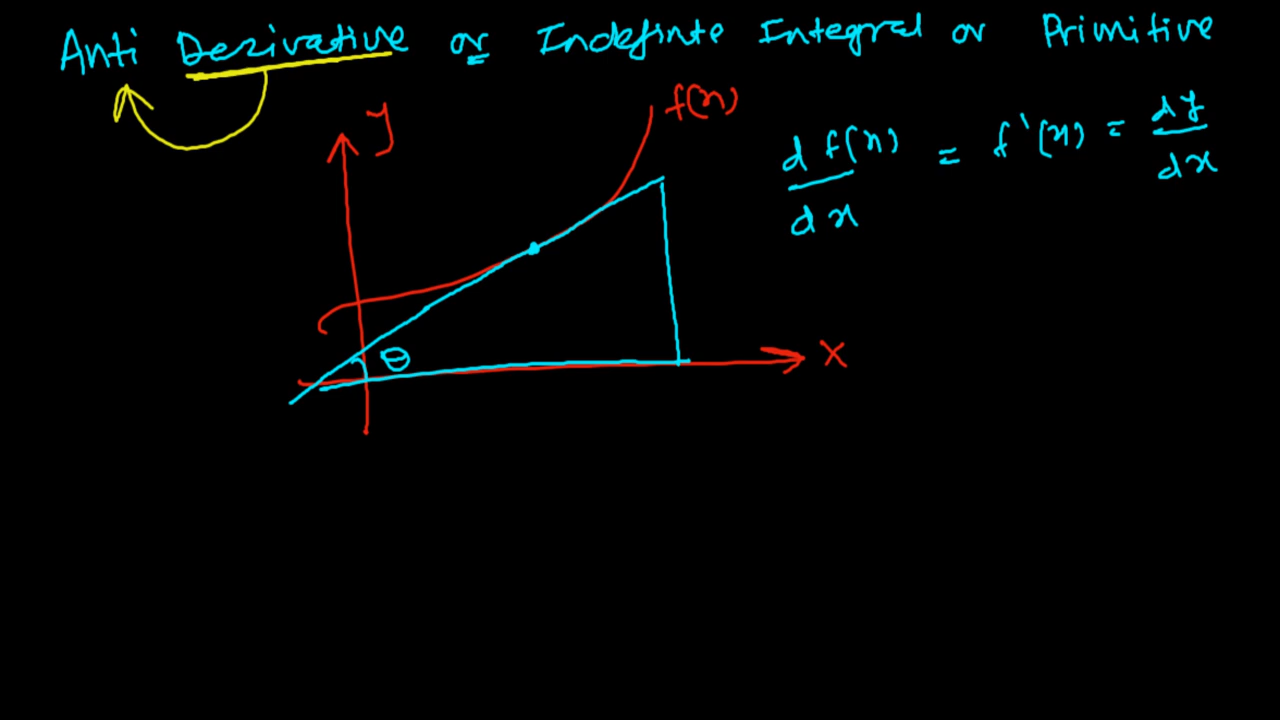 Anti Derivative or Indefinte Integral or Primitive
y
f(x)
d f(x) / dx = f'(x) = dy / dx
θ
X